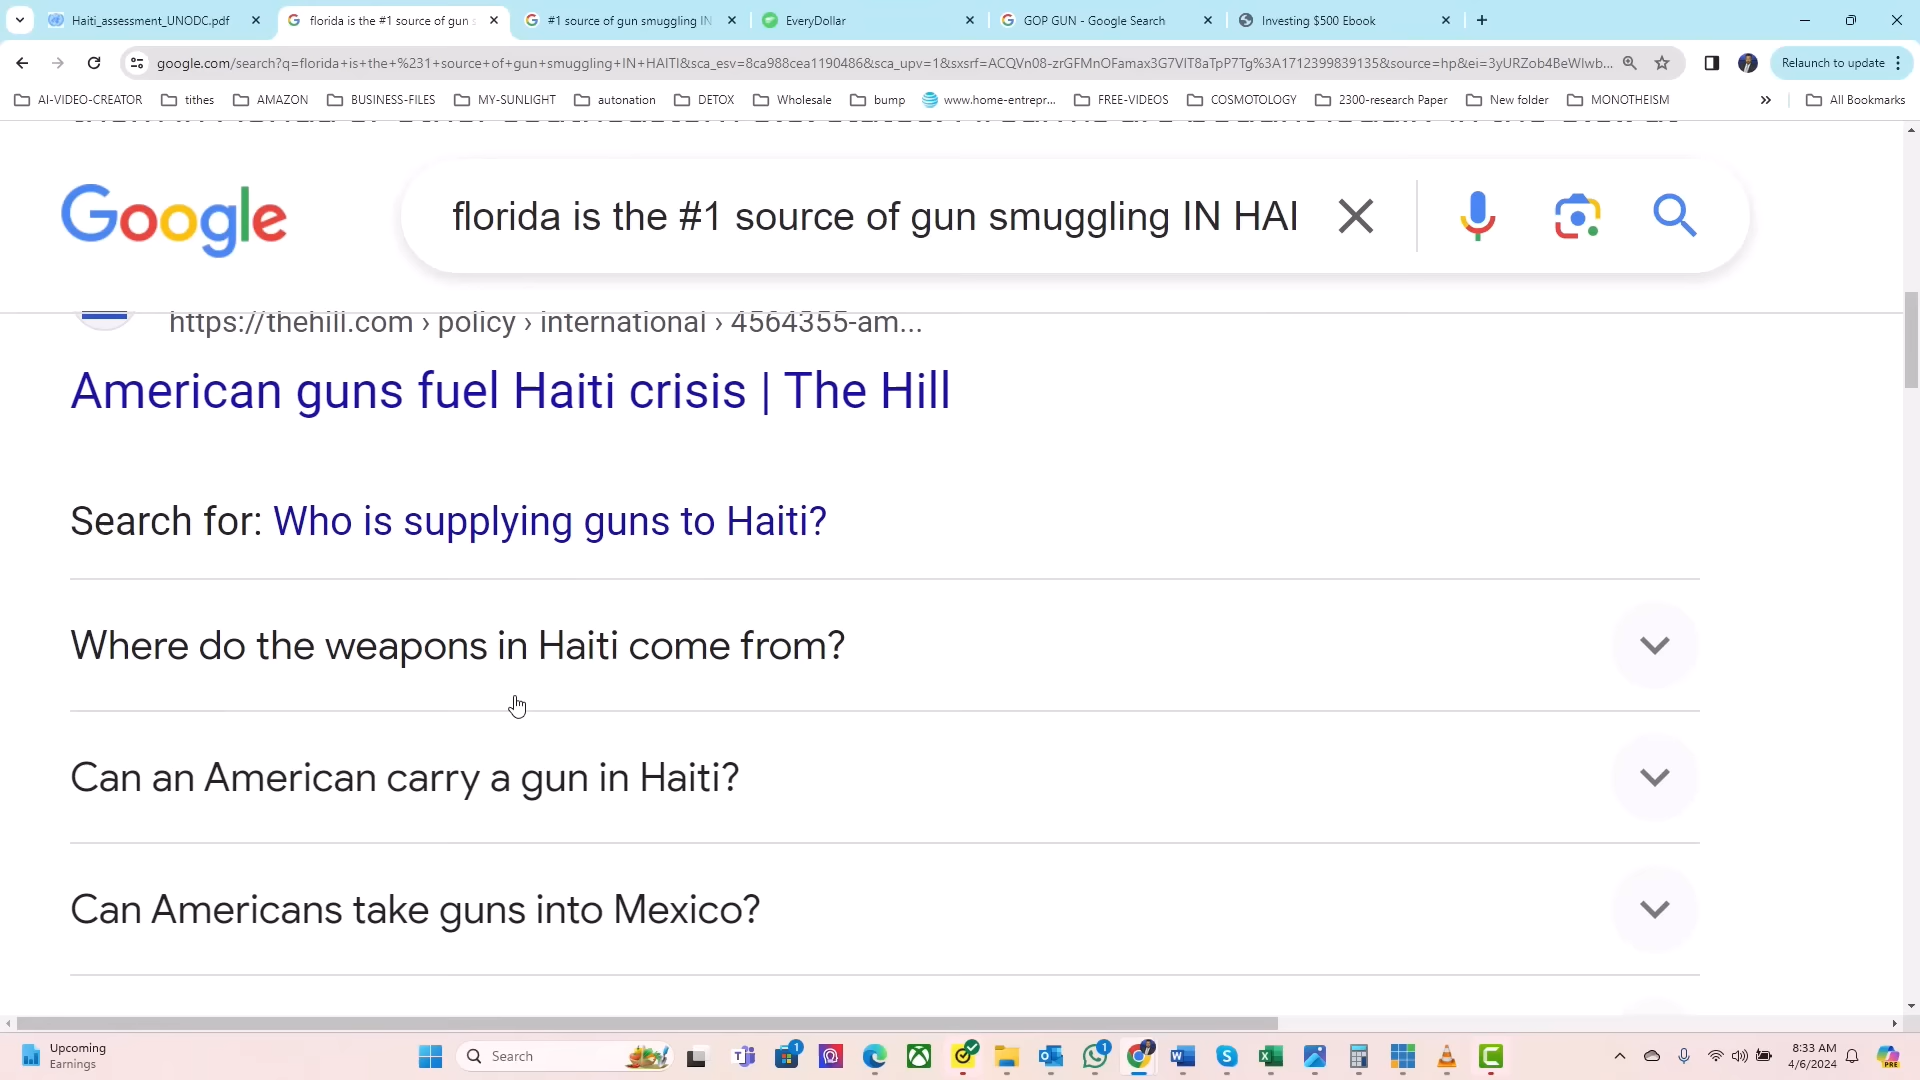 Haiti_assessment_UNODC.pdf
florida is the #1 source of gun s
#1 source of gun smuggling IN
EveryDollar
GOP GUN - Google Search
Investing $500 Ebook
google.com/search?q=florida+is+the+%231+source+of+gun+smuggling+IN+HAITI&sca_esv=8ca988cea1190486&sca_upv=1&sxsrf=ACQVn08-zrGFMnOFamax3G7VIT8aTpP7Tg%3A1712399839135&source=hp&ei=3yURZob4BeWlwb...
Relaunch to update
AI-VIDEO-CREATOR
tithes
AMAZON
BUSINESS-FILES
MY-SUNLIGHT
autonation
DETOX
Wholesale
bump
www.home-entrepr...
FREE-VIDEOS
COSMOTOLOGY
2300-research Paper
New folder
MONOTHEISM
»
All Bookmarks
Google
florida is the #1 source of gun smuggling IN HAI
https://thehill.com › policy › international › 4564355-am...
American guns fuel Haiti crisis | The Hill
Search for: Who is supplying guns to Haiti?
Where do the weapons in Haiti come from?
Can an American carry a gun in Haiti?
Can Americans take guns into Mexico?
Upcoming
Earnings
Search
1
1
8:33 AM
4/6/2024
PRE